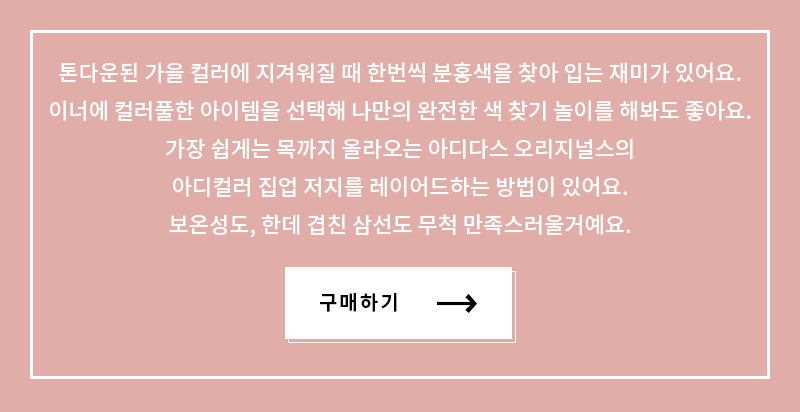 톤다운된 가을 컬러에 지겨워질 때 한번씩 분홍색을 찾아 입는 재미가 있어요.
이너에 컬러풀한 아이템을 선택해 나만의 완전한 색 찾기 놀이를 해봐도 좋아요.
가장 쉽게는 목까지 올라오는 아디다스 오리지널스의
아디컬러 집업 저지를 레이어드하는 방법이 있어요.
보온성도, 한데 겹친 삼선도 무척 만족스러울거예요.
구매하기